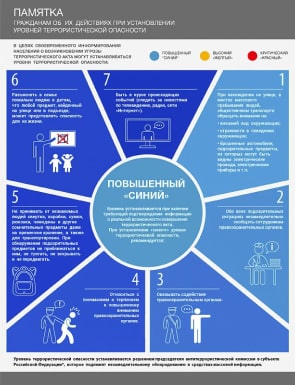 ПАМЯТКА
ГРАЖДАНАМ ОБ ИХ ДЕЙСТВИЯХ ПРИ УСТАНОВЛЕНИИ
УРОВНЕЙ ТЕРРОРИСТИЧЕСКОЙ ОПАСНОСТИ
В ЦЕЛЯХ СВОЕВРЕМЕННОГО ИНФОРМИРОВАНИЯ
НАСЕЛЕНИЯ О ВОЗНИКНОВЕНИИ УГРОЗЫ
ТЕРРОРИСТИЧЕСКОГО АКТА МОГУТ УСТАНАВЛИВАТЬСЯ
УРОВНИ ТЕРРОРИСТИЧЕСКОЙ ОПАСНОСТИ:
ПОВЫШЕННЫЙ
"СИНИЙ"
ВЫСОКИЙ
"ЖЕЛТЫЙ"
КРИТИЧЕСКИЙ
"КРАСНЫЙ"
6
Разъяснить в семье
пожилым людям и детям,
что любой предмет, найденный
на улице или в подъезде,
может представлять опасность
для их жизни.
7
Быть в курсе происходящих
событий (следить за новостями
по телевидению, радио, сети
«Интернет»).
1
При нахождении на улице, в
местах массового
пребывания людей,
общественном транспорте
обращать внимание на:
- внешний вид окружающих;
- странности в поведении
окружающих;
- брошенные автомобили,
подозрительные предметы,
из которых могут быть
видны электрические
провода, электрические
приборы и т.п.
5
Не принимать от незнакомых
людей свертки, коробки, сумки,
рюкзаки, чемоданы и другие
сомнительные предметы даже
на временное хранение, а также
для транспортировки. При
обнаружении подозрительных
предметов не приближаться к
ним, не трогать, не вскрывать
и не передвигать.
ПОВЫШЕННЫЙ
«СИНИЙ»
Уровень устанавливается при наличии
требующей подтверждения информации
о реальной возможности совершения
террористического акта.
При установлении «синего» уровня
террористической опасности,
рекомендуется:
2
Обо всех подозрительных
ситуациях незамедлительно
сообщать сотрудникам
правоохранительных органов.
4
Относиться с
пониманием и терпением
к повышенному
вниманию
правоохранительных
органов.
3
Оказывать содействие
правоохранительным
органам.
Уровень террористической опасности устанавливается решением председателя антитеррористической комиссии в субъекте
Российской Федерации*, которое подлежит незамедлительному обнародованию в средствах массовой информации.